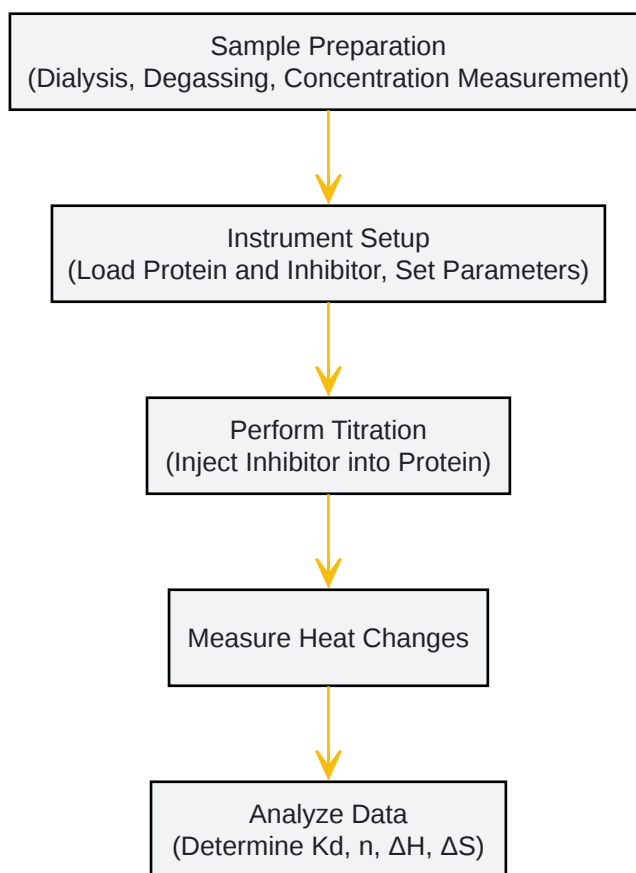 Sample Preparation
(Dialysis, Degassing, Concentration Measurement)
Instrument Setup
(Load Protein and Inhibitor, Set Parameters)
Perform Titration
(Inject Inhibitor into Protein)
Measure Heat Changes
Analyze Data
(Determine Kd, n, ΔH, ΔS)